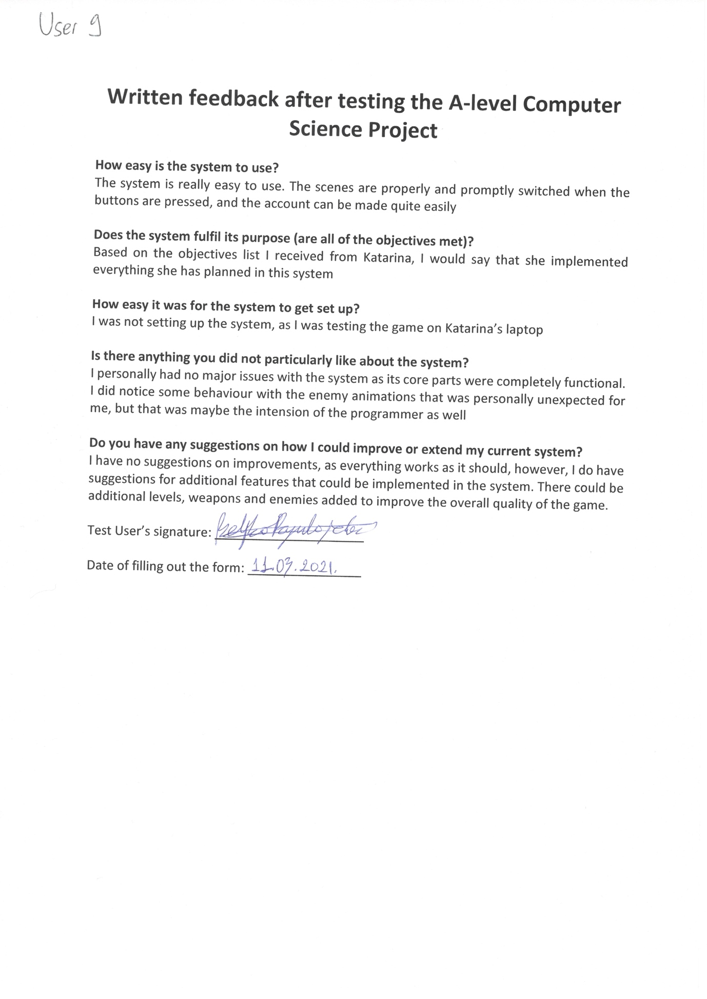 User 9
Written feedback after testing the A-level Computer
Science Project
How easy is the system to use?
The system is really easy to use. The scenes are properly and promptly switched when the
buttons are pressed, and the account can be made quite easily
Does the system fulfil its purpose (are all of the objectives met)?
Based on the objectives list I received from Katarina, I would say that she implemented
everything she has planned in this system
How easy it was for the system to get set up?
I was not setting up the system, as I was testing the game on Katarina's laptop
Is there anything you did not particularly like about the system?
I personally had no major issues with the system as its core parts were completely functional.
I did notice some behaviour with the enemy animations that was personally unexpected for
me, but that was maybe the intension of the programmer as well
Do you have any suggestions on how I could improve or extend my current system?
I have no suggestions on improvements, as everything works as it should, however, I do have
suggestions for additional features that could be implemented in the system. There could be
additional levels, weapons and enemies added to improve the overall quality of the game.
Test User's signature:
Date of filling out the form: 11.03.2021.